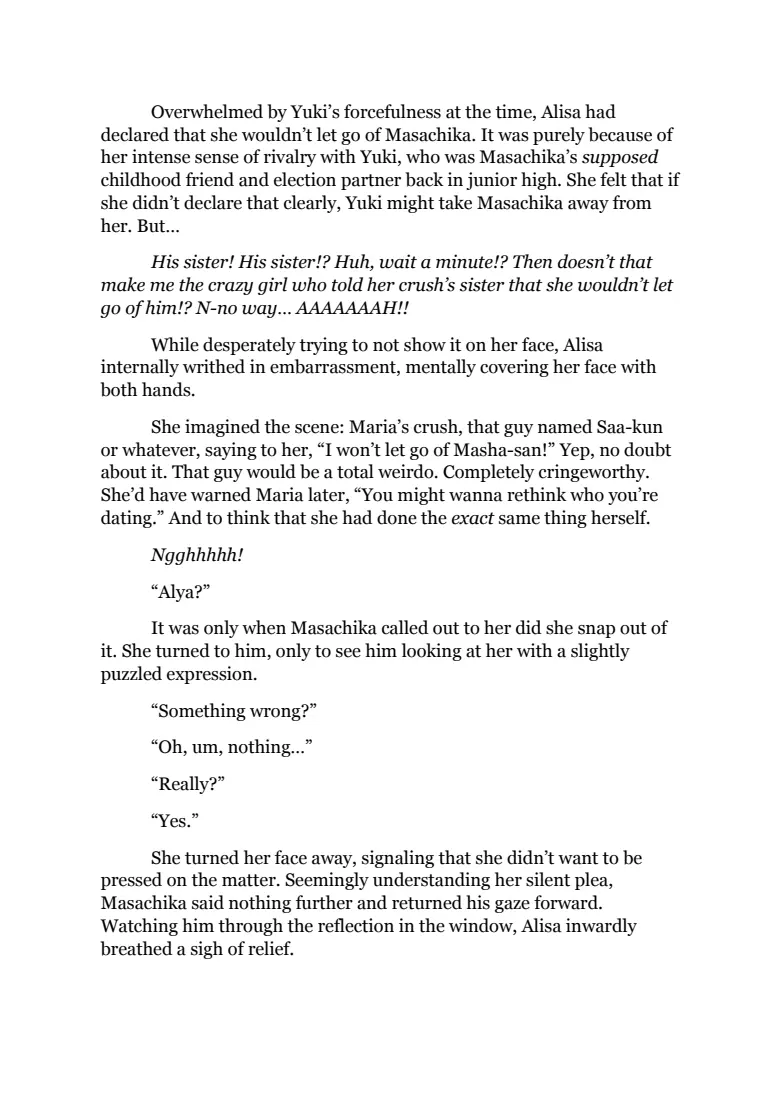 Overwhelmed by Yuki’s forcefulness at the time, Alisa had
declared that she wouldn’t let go of Masachika. It was purely because of
her intense sense of rivalry with Yuki, who was Masachika’s supposed
childhood friend and election partner back in junior high. She felt that if
she didn’t declare that clearly, Yuki might take Masachika away from
her. But…
His sister! His sister!? Huh, wait a minute!? Then doesn’t that
make me the crazy girl who told her crush’s sister that she wouldn’t let
go of him!? N-no way… AAAAAAAH!!
While desperately trying to not show it on her face, Alisa
internally writhed in embarrassment, mentally covering her face with
both hands.
She imagined the scene: Maria’s crush, that guy named Saa-kun
or whatever, saying to her, “I won’t let go of Masha-san!” Yep, no doubt
about it. That guy would be a total weirdo. Completely cringeworthy.
She’d have warned Maria later, “You might wanna rethink who you’re
dating.” And to think that she had done the exact same thing herself.
Ngghhhhh!
“Alya?”
It was only when Masachika called out to her did she snap out of
it. She turned to him, only to see him looking at her with a slightly
puzzled expression.
“Something wrong?”
“Oh, um, nothing…”
“Really?”
“Yes.”
She turned her face away, signaling that she didn’t want to be
pressed on the matter. Seemingly understanding her silent plea,
Masachika said nothing further and returned his gaze forward.
Watching him through the reflection in the window, Alisa inwardly
breathed a sigh of relief.